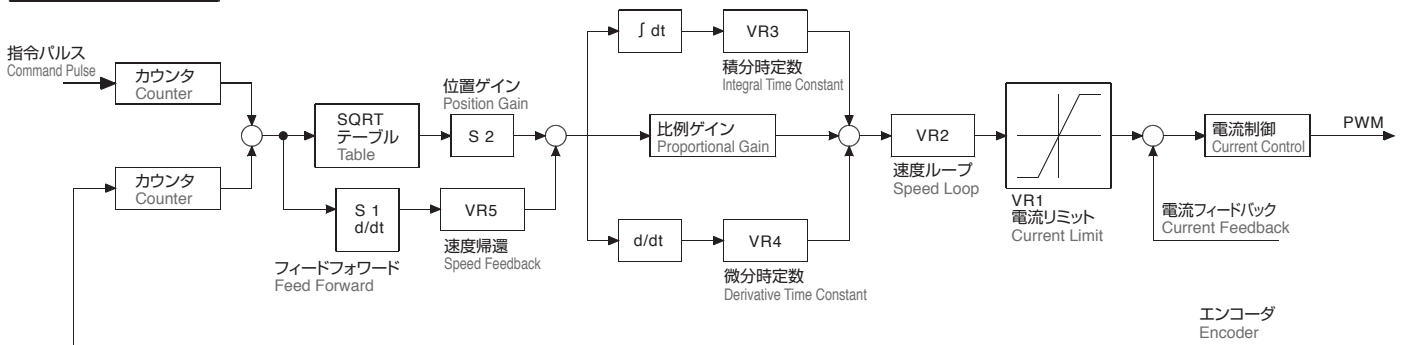 指令パルス
Command Pulse
カウンタ
Counter
カウンタ
Counter
SQRT
テーブル
Table
位置ゲイン
Position Gain
S 2
S 1
d/dt
フィードフォワード
Feed Forward
VR5
速度帰還
Speed Feedback
∫ dt
VR3
積分時定数
Integral Time Constant
比例ゲイン
Proportional Gain
d/dt
VR4
微分時定数
Derivative Time Constant
VR2
速度ループ
Speed Loop
VR1
電流リミット
Current Limit
電流制御
Current Control
PWM
電流フィードバック
Current Feedback
エンコーダ
Encoder